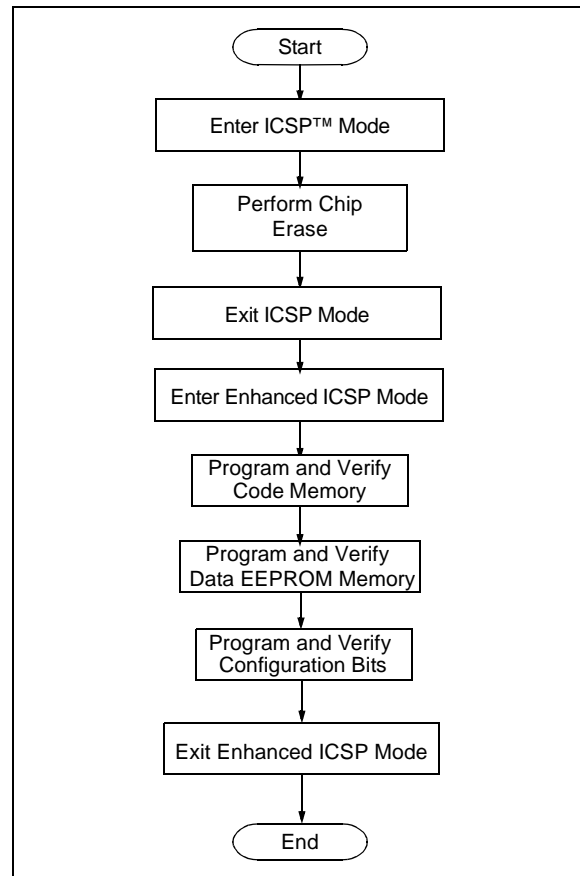 Start
Enter ICSP™ Mode
Perform Chip
Erase
Exit ICSP Mode
Enter Enhanced ICSP Mode
Program and Verify
Code Memory
Program and Verify
Data EEPROM Memory
Program and Verify
Configuration Bits
Exit Enhanced ICSP Mode
End